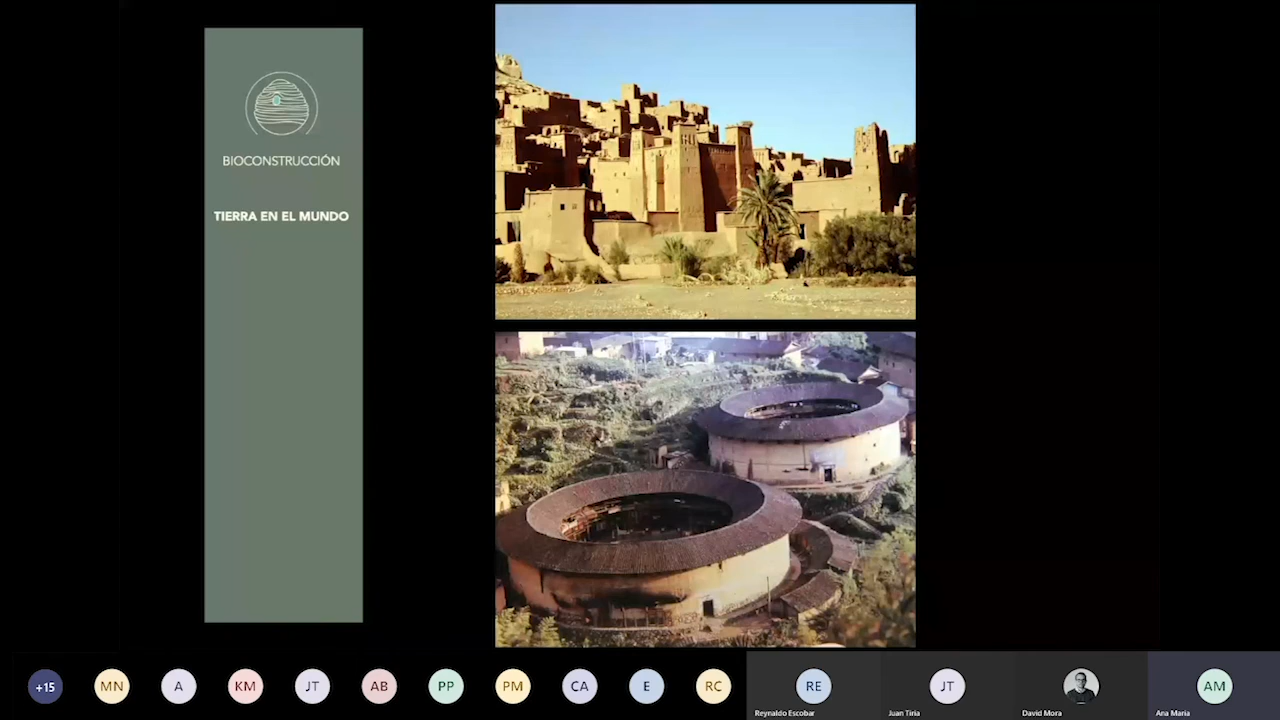 BIOCONSTRUCCIÓN
TIERRA EN EL MUNDO
+15
MN
A
KM
JT
AB
PP
PM
CA
E
RC
RE
Reynaldo Escobar
JT
Juan Tiria
David Mora
AM
Ana Maria